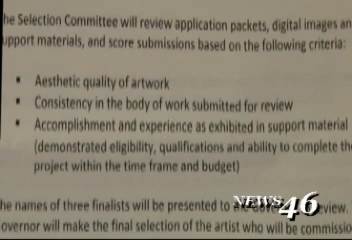 he Selection Committee will review application packets, digital images an
upport materials, and score submissions based on the following criteria:
▪ Aesthetic quality of artwork
▪ Consistency in the body of work submitted for review
▪ Accomplishment and experience as exhibited in support material
(demonstrated eligibility, qualifications and ability to complete the
project within the time frame and budget)
he names of three finalists will be presented to view.
overnor will make the final selection of the artist who will be commissio
NEWS 46